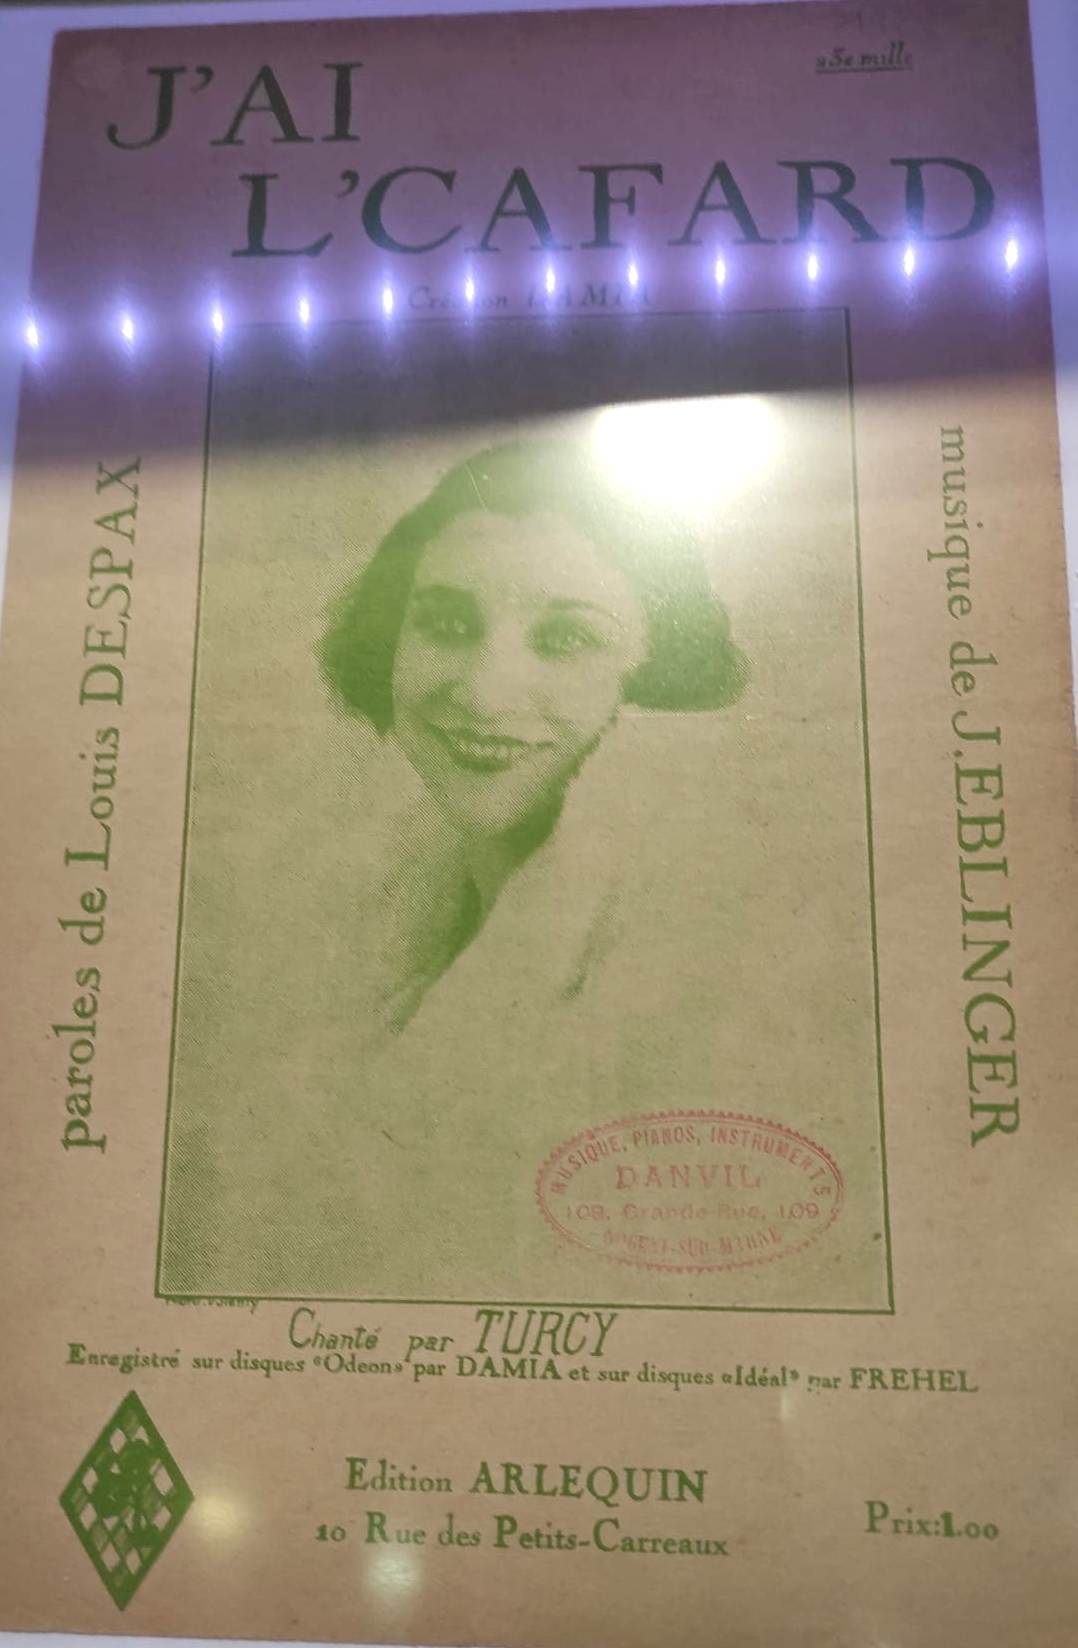 25e mille
J'AI
L'CAFARD
Création DAMIA
paroles de Louis DESPAX
musique de J.EBLINGER
MUSIQUE, PIANOS, INSTRUMENTS
DANVIL
109, Grande Rue, 109
Chanté par TURCY
Enregistré sur disques «Odeon» par DAMIA et sur disques «Idéal» par FREHEL
Edition ARLEQUIN
10 Rue des Petits-Carreaux
Prix:1.00